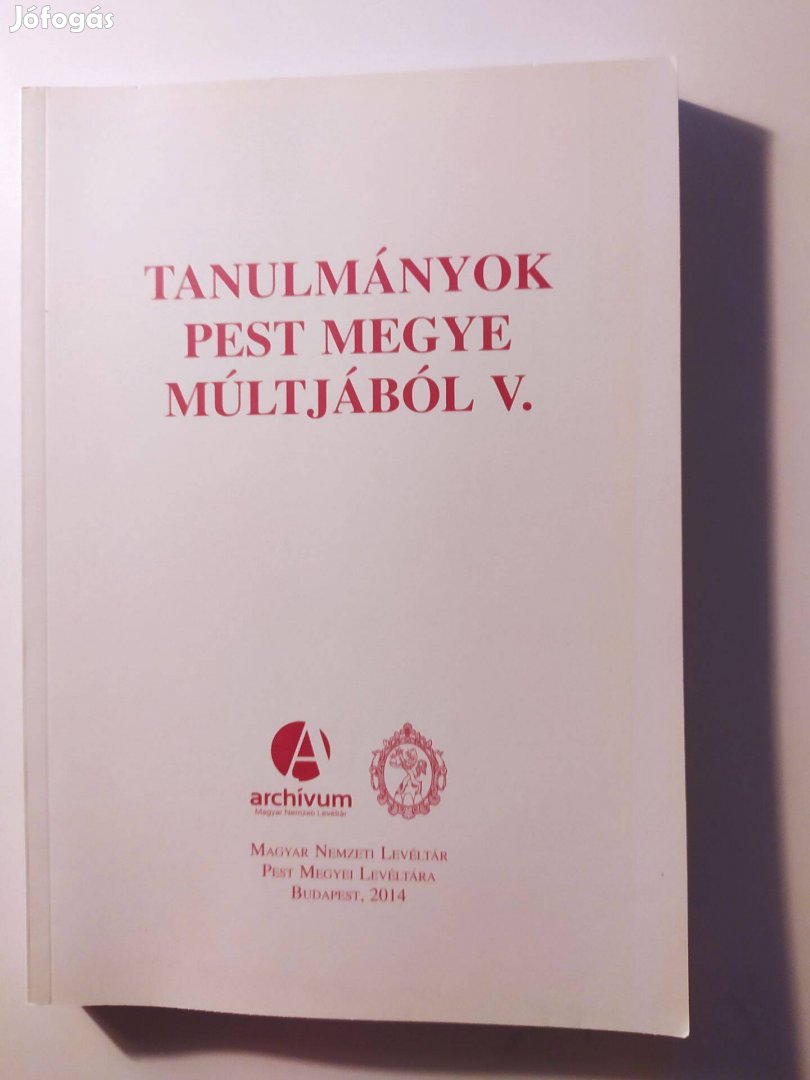 Jófogás
TANULMÁNYOK
PEST MEGYE
MÚLTJÁBÓL V.
A
archívum
Magyar Nemzeti Levéltár
MAGYAR NEMZETI LEVÉLTÁR
PEST MEGYEI LEVÉLTÁRA
BUDAPEST, 2014